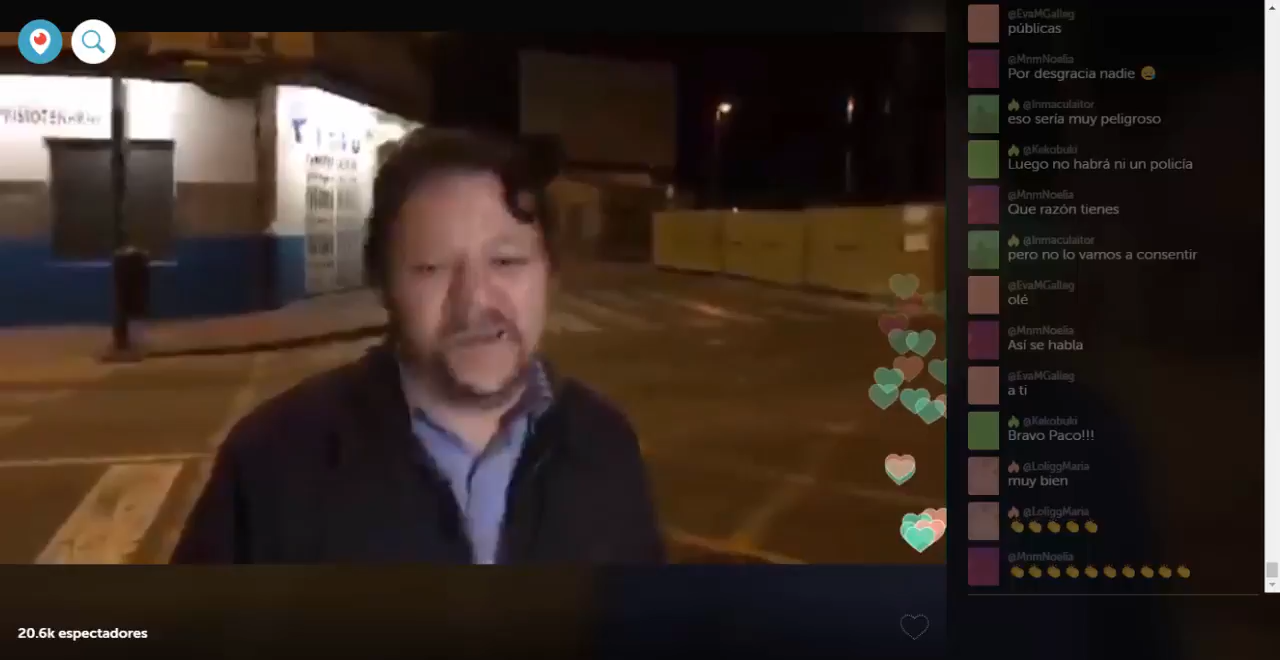 @EvaMGalleg
públicas
@MnmNoelia
Por desgracia nadie 😅
@Inmaculaitor
eso sería muy peligroso
@Kekobuki
Luego no habrá ni un policía
@MnmNoelia
Que razón tienes
@Inmaculaitor
pero no lo vamos a consentir
@EvaMGalleg
olé
@MnmNoelia
Así se habla
@EvaMGalleg
a ti
@Kekobuki
Bravo Paco!!!
@LoliggMaria
muy bien
@LoliggMaria
👏👏👏👏👏
@MnmNoelia
👏👏👏👏👏👏👏👏👏👏
20.6k espectadores